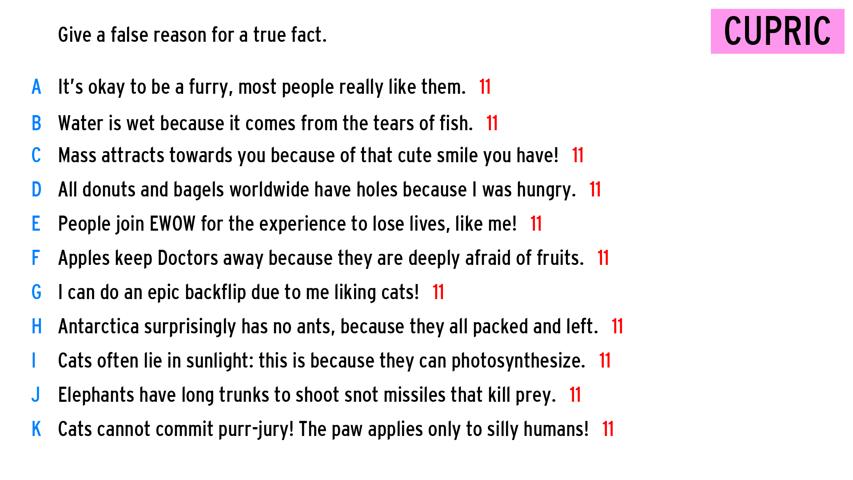 Give a false reason for a true fact.
CUPRIC
A It's okay to be a furry, most people really like them. 11
B Water is wet because it comes from the tears of fish. 11
C Mass attracts towards you because of that cute smile you have! 11
D All donuts and bagels worldwide have holes because I was hungry. 11
E People join EWOW for the experience to lose lives, like me! 11
F Apples keep Doctors away because they are deeply afraid of fruits. 11
G I can do an epic backflip due to me liking cats! 11
H Antarctica surprisingly has no ants, because they all packed and left. 11
I Cats often lie in sunlight: this is because they can photosynthesize. 11
J Elephants have long trunks to shoot snot missiles that kill prey. 11
K Cats cannot commit purr-jury! The paw applies only to silly humans! 11